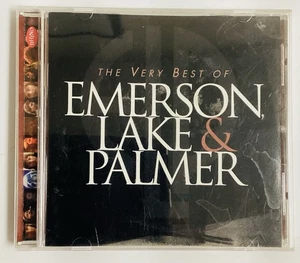 THE VERY BEST OF
EMERSON,
LAKE &
PALMER